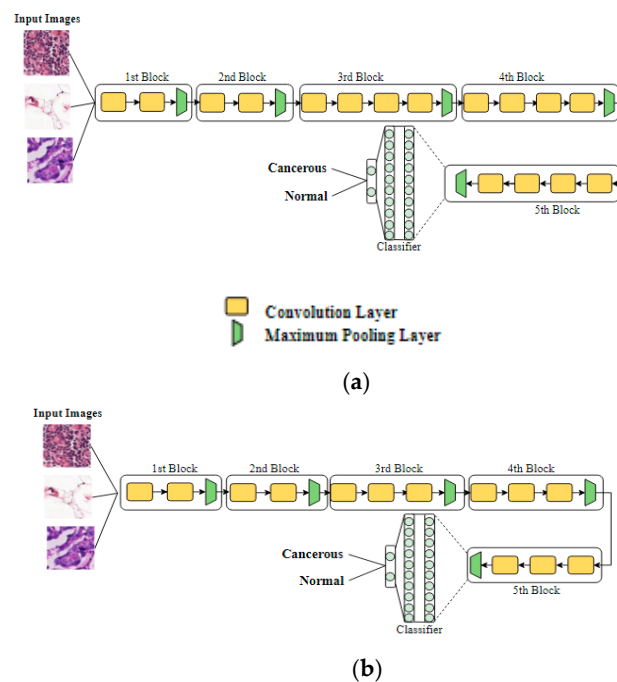 Input Images
1st Block
2nd Block
3rd Block
4th Block
Cancerous
Normal
5th Block
Classifier
Convolution Layer
Maximum Pooling Layer
(a)
Input Images
1st Block
2nd Block
3rd Block
4th Block
Cancerous
Normal
5th Block
Classifier
(b)